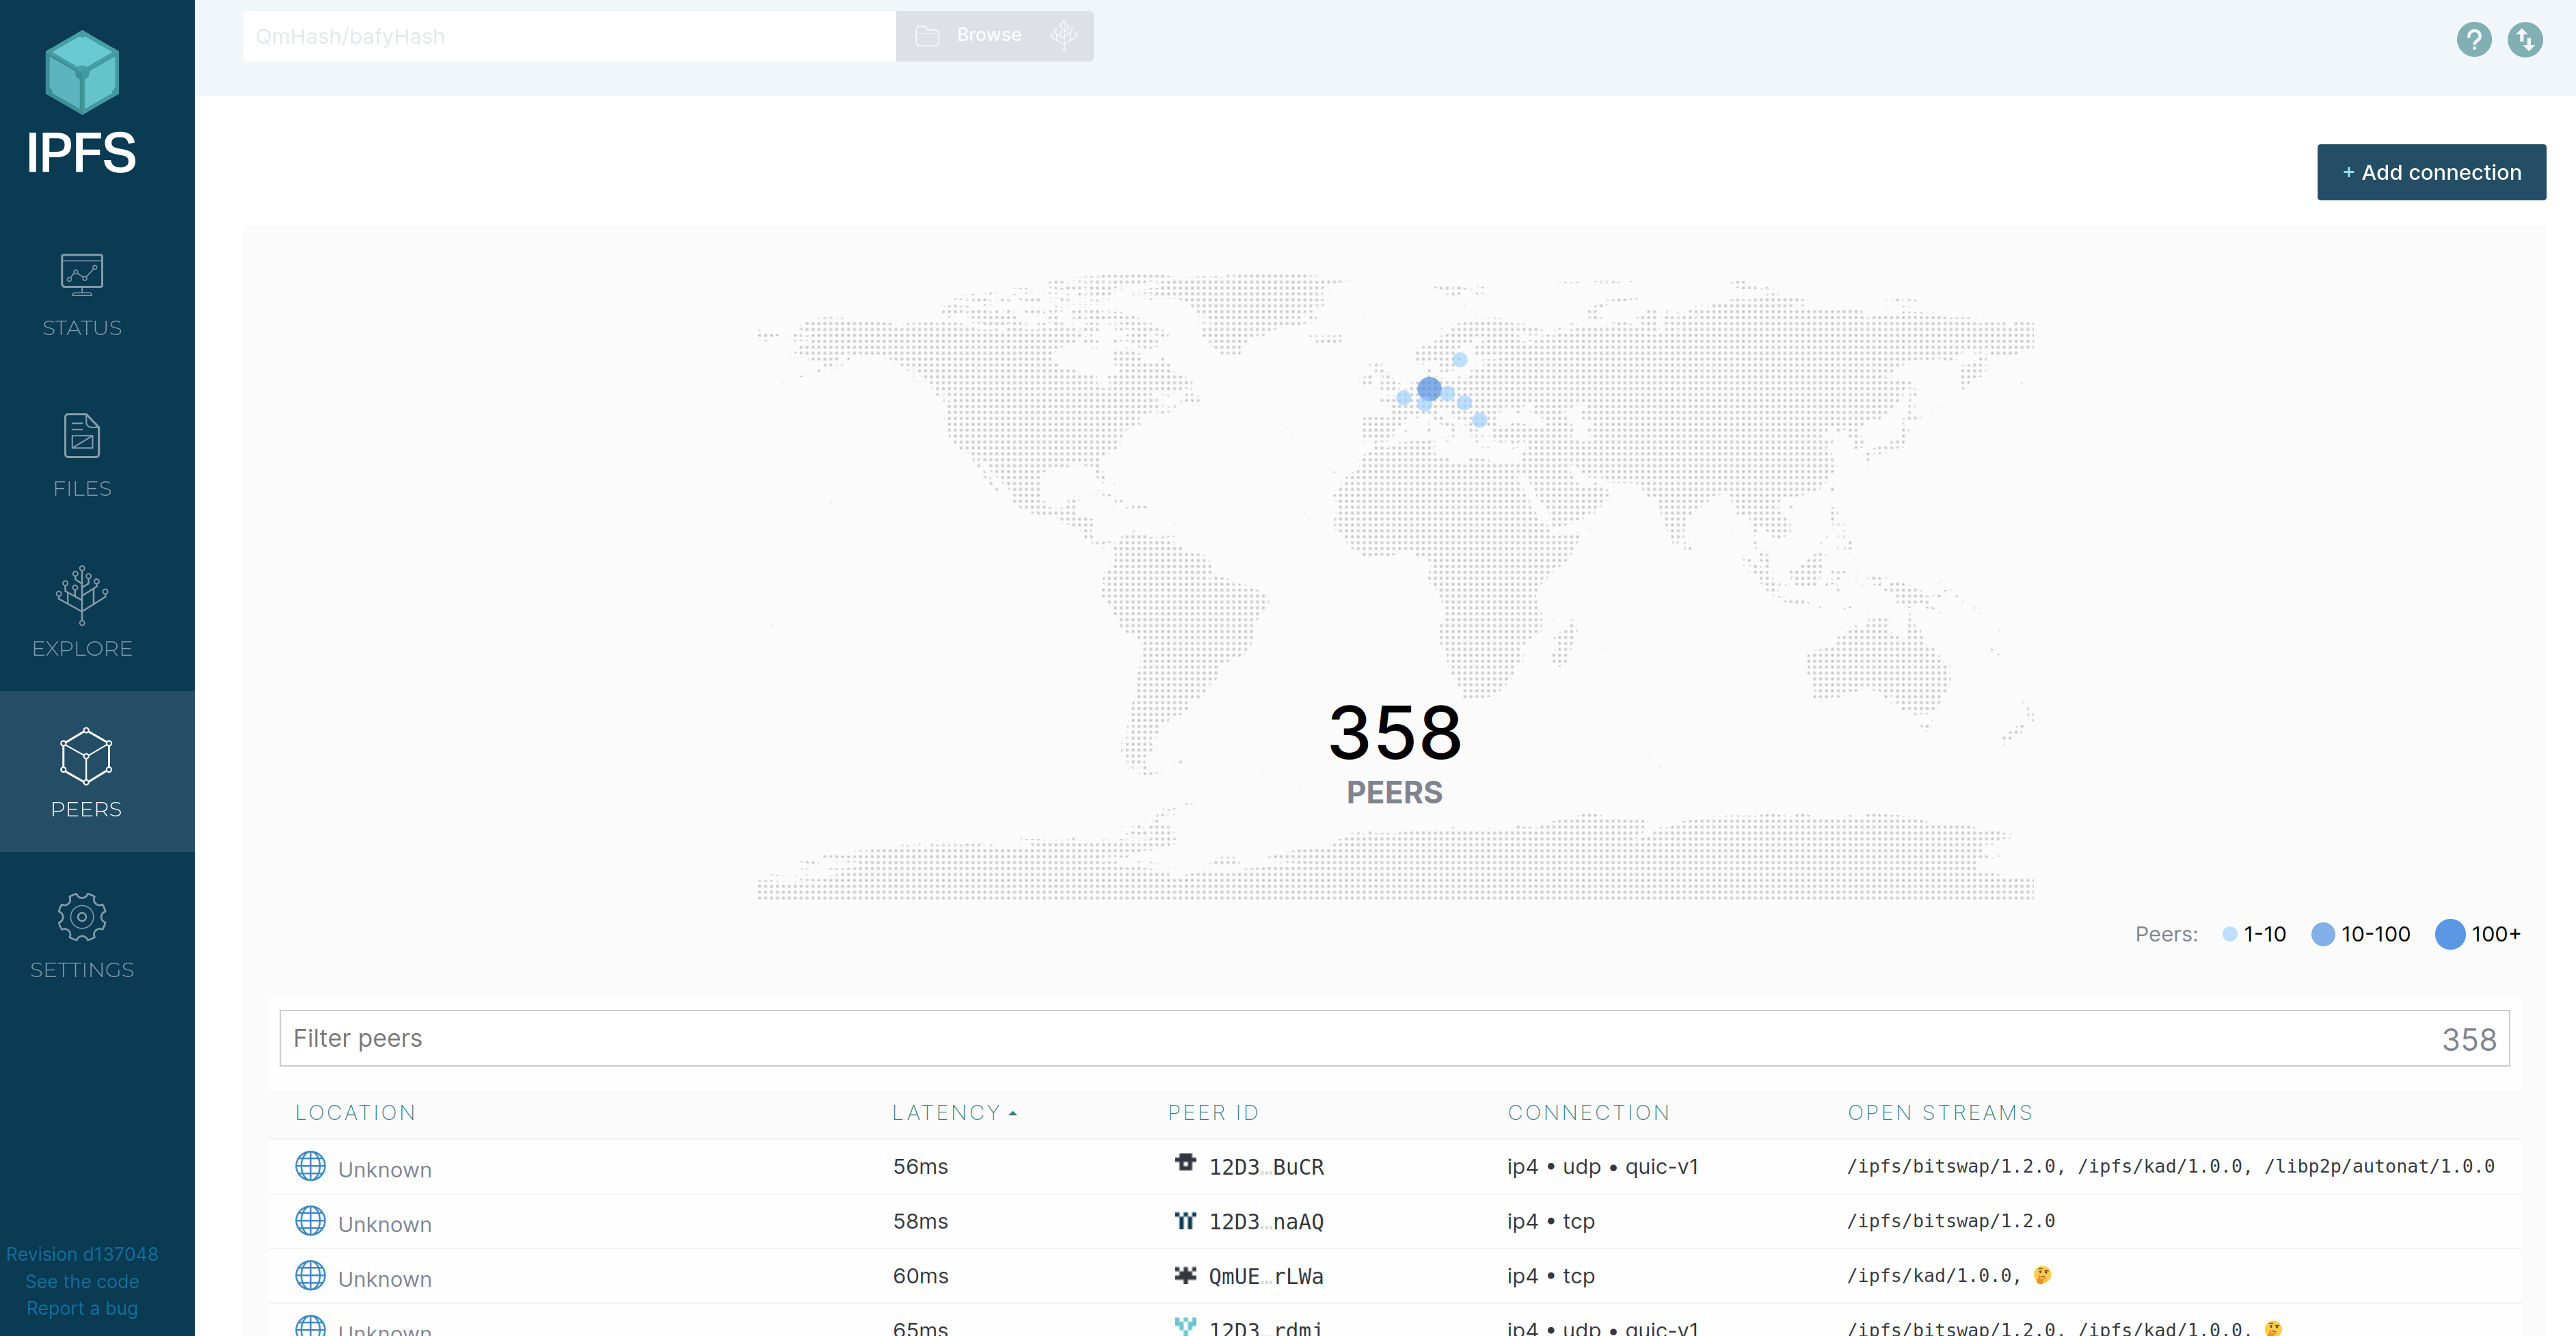 QmHash/bafyHash
Browse
IPFS
+ Add connection
STATUS
FILES
EXPLORE
PEERS
SETTINGS
358
PEERS
Peers: 1-10 10-100 100+
Filter peers 358
LOCATION LATENCY PEER ID CONNECTION OPEN STREAMS
Unknown 56ms 12D3…BuCR ip4 • udp • quic-v1 /ipfs/bitswap/1.2.0, /ipfs/kad/1.0.0, /libp2p/autonat/1.0.0
Unknown 58ms 12D3…naAQ ip4 • tcp /ipfs/bitswap/1.2.0
Unknown 60ms QmUE…rLWa ip4 • tcp /ipfs/kad/1.0.0, 🤔
Unknown 65ms 12D3…rdmj ip4 • udp • quic-v1 /ipfs/bitswap/1.2.0, /ipfs/kad/1.0.0, 🤔
Revision d137048
See the code
Report a bug